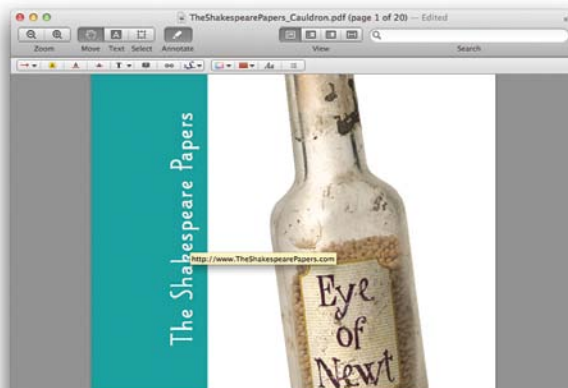 TheShakespearePapers_Cauldron.pdf (page 1 of 20) — Edited
Zoom
Move
Text
Select
Annotate
View
Search
A
A
T
Aa
The Shakespeare Papers
http://www.TheShakespearePapers.com
Eye
of
Newt